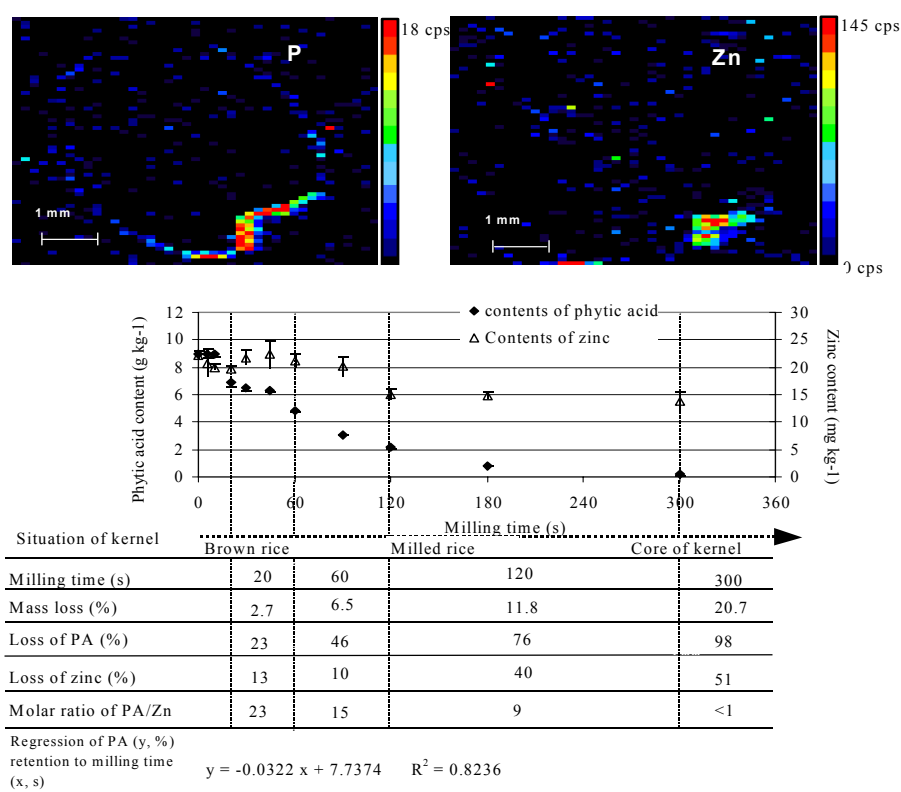 P
18 cps
1 mm
Zn
145 cps
1 mm
0 cps
contents of phytic acid
Contents of zinc
Phytic acid content (g kg-1)
12
10
8
6
4
2
0
30
25
20
15
10
5
0
Zinc content (mg kg-1)
0 60 120 180 240 300 360
Milling time (s)
Situation of kernel
Brown rice Milled rice Core of kernel
Milling time (s) 20 60 120 300
Mass loss (%) 2.7 6.5 11.8 20.7
Loss of PA (%) 23 46 76 98
Loss of zinc (%) 13 10 40 51
Molar ratio of PA/Zn 23 15 9 <1
Regression of PA (y, %)
retention to milling time
(x, s)
y = -0.0322 x + 7.7374 R² = 0.8236